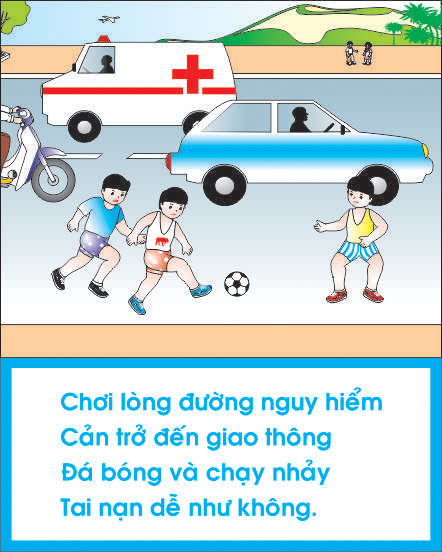 Chơi lòng đường nguy hiểm
Cản trở đến giao thông
Đá bóng và chạy nhảy
Tai nạn dễ như không.